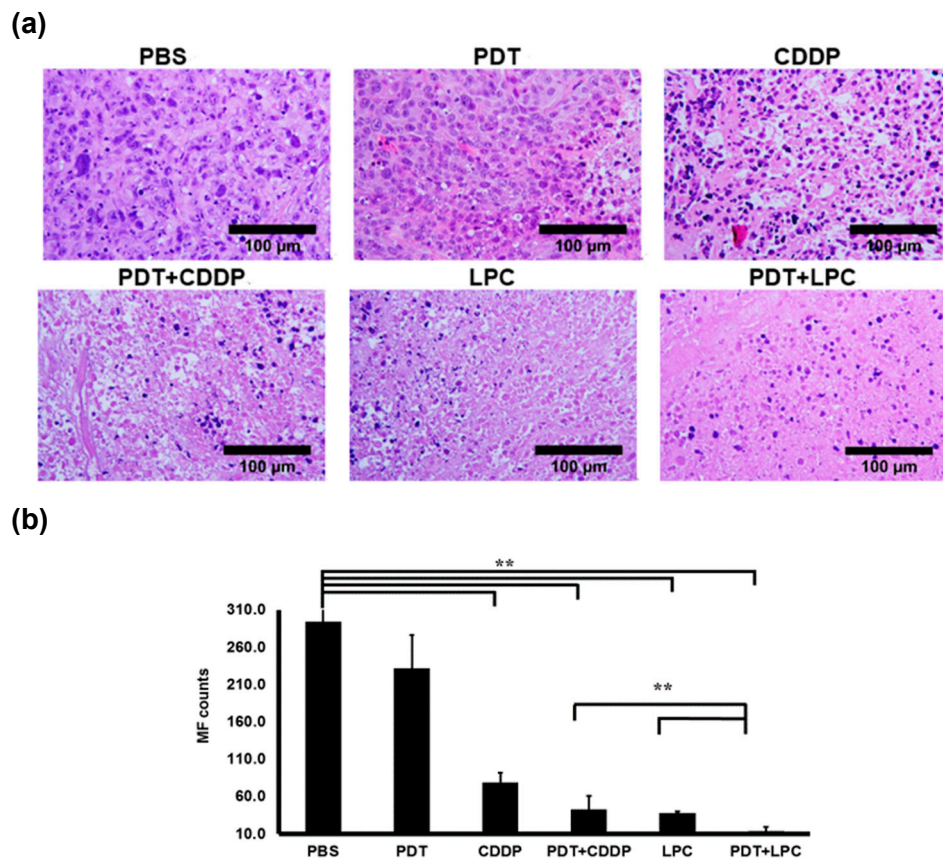 (a)
PBS PDT CDDP
100 µm 100 µm 100 µm
PDT+CDDP LPC PDT+LPC
100 µm 100 µm 100 µm
(b)
**
310.0
260.0
210.0
**
160.0
110.0
60.0
10.0
MF counts
PBS PDT CDDP PDT+CDDP LPC PDT+LPC